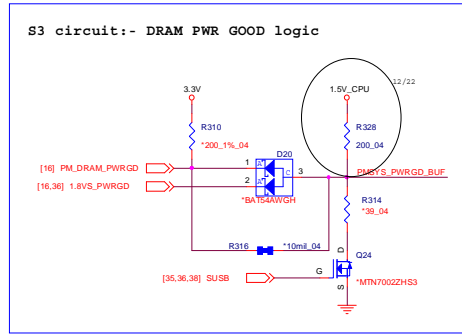 S3 circuit:- DRAM PWR GOOD logic
12/22
3.3V
1.5V_CPU
R310
*200_1%_04
R328
200_04
D20
[16] PM_DRAM_PWRGD
1
A
C
3
PMSYS_PWRGD_BUF
[16,36] 1.8VS_PWRGD
2
A
*BAT54AWGH
R314
*39_04
R316
*10mil_04
D
Q24
[35,36,38] SUSB
G
S
*MTN7002ZHS3